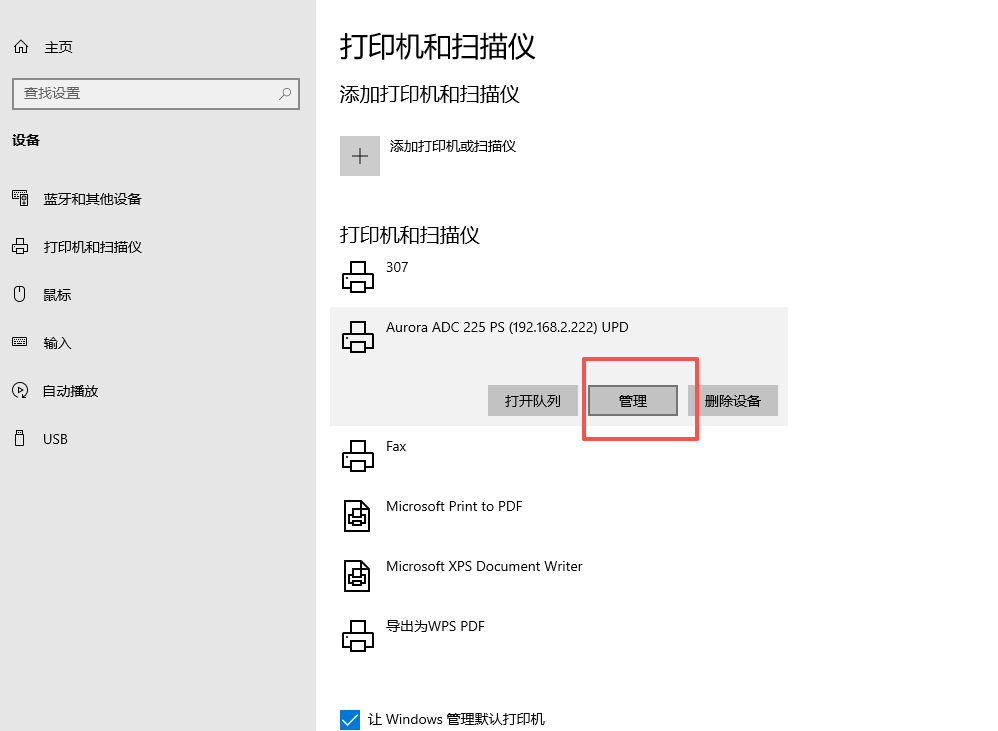 主页
查找设置
设备
蓝牙和其他设备
打印机和扫描仪
鼠标
输入
自动播放
USB
打印机和扫描仪
添加打印机和扫描仪
添加打印机或扫描仪
打印机和扫描仪
307
Aurora ADC 225 PS (192.168.2.222) UPD
打开队列 管理 删除设备
Fax
Microsoft Print to PDF
Microsoft XPS Document Writer
导出为WPS PDF
让 Windows 管理默认打印机